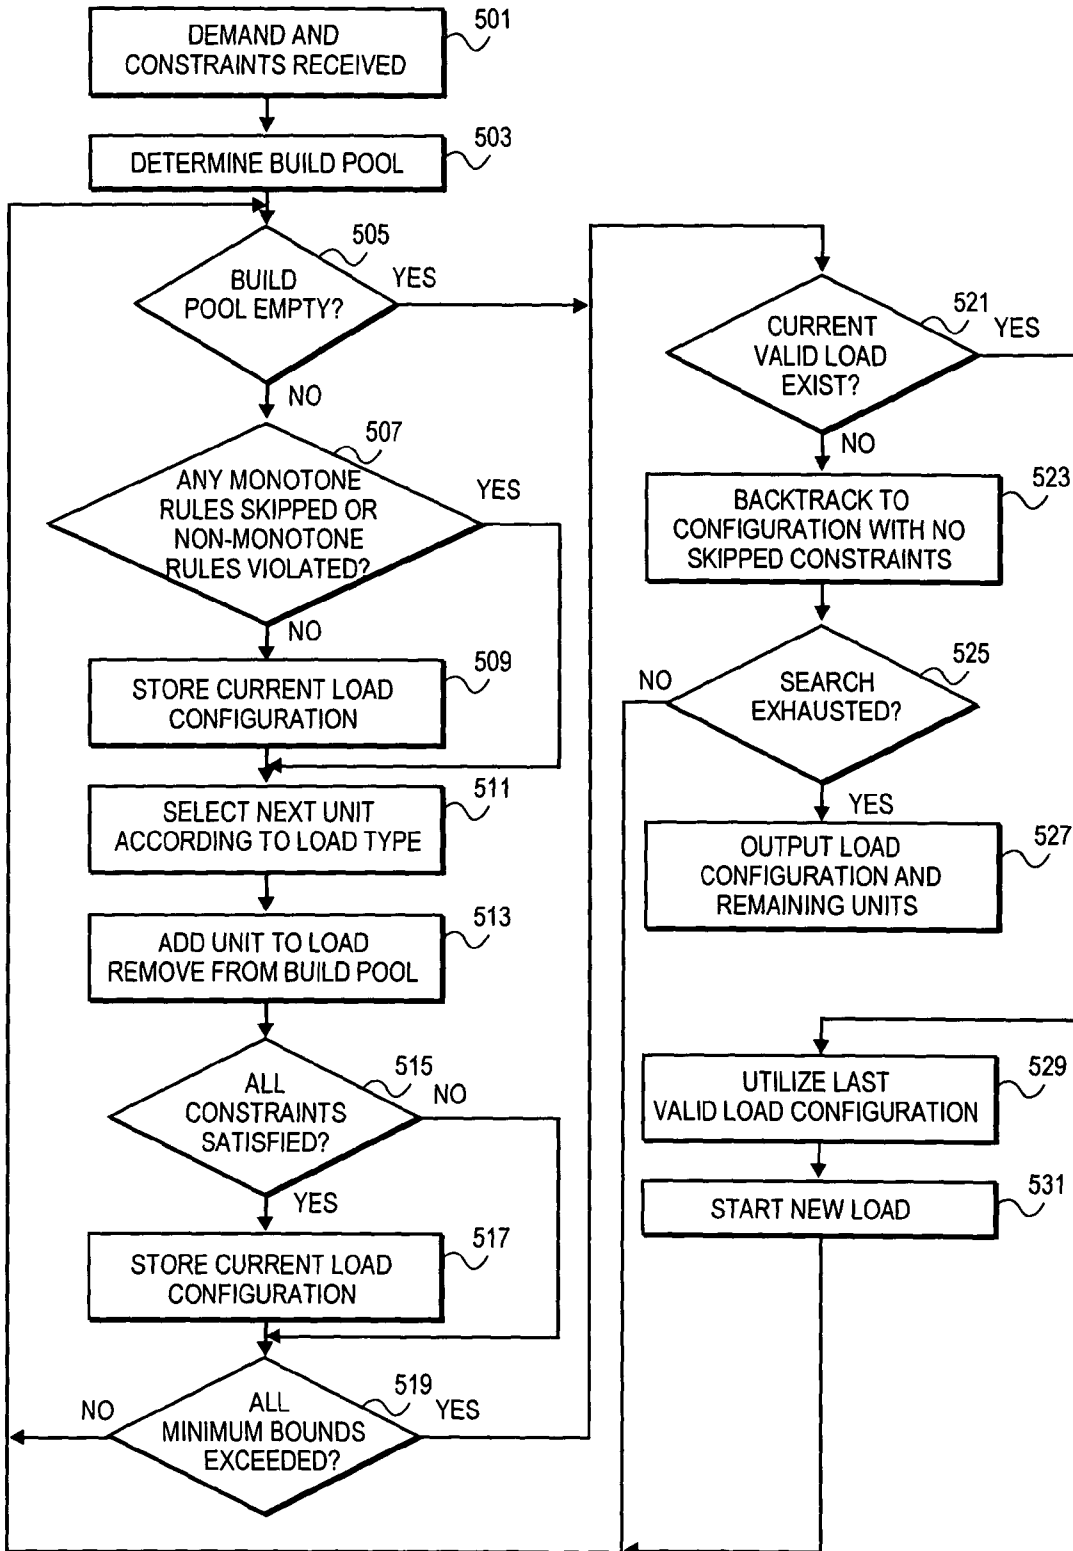 DEMAND AND
CONSTRAINTS RECEIVED
501
DETERMINE BUILD POOL
503
BUILD
POOL EMPTY?
505
YES
NO
ANY MONOTONE
RULES SKIPPED OR
NON-MONOTONE
RULES VIOLATED?
507
YES
NO
STORE CURRENT LOAD
CONFIGURATION
509
SELECT NEXT UNIT
ACCORDING TO LOAD TYPE
511
ADD UNIT TO LOAD
REMOVE FROM BUILD POOL
513
ALL
CONSTRAINTS
SATISFIED?
515
NO
YES
STORE CURRENT LOAD
CONFIGURATION
517
ALL
MINIMUM BOUNDS
EXCEEDED?
519
NO
YES
CURRENT
VALID LOAD
EXIST?
521
YES
NO
BACKTRACK TO
CONFIGURATION WITH NO
SKIPPED CONSTRAINTS
523
SEARCH
EXHAUSTED?
525
NO
YES
OUTPUT LOAD
CONFIGURATION AND
REMAINING UNITS
527
UTILIZE LAST
VALID LOAD CONFIGURATION
529
START NEW LOAD
531